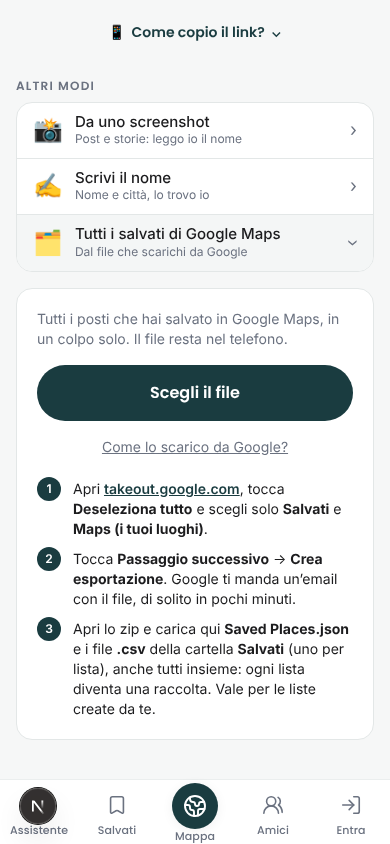 Come copio il link?
ALTRI MODI
Da uno screenshot
Post e storie: leggo io il nome
Scrivi il nome
Nome e città, lo trovo io
Tutti i salvati di Google Maps
Dal file che scarichi da Google
Tutti i posti che hai salvato in Google Maps, in
un colpo solo. Il file resta nel telefono.
Scegli il file
Come lo scarico da Google?
1 Apri takeout.google.com, tocca
Deseleziona tutto e scegli solo Salvati e
Maps (i tuoi luoghi).
2 Tocca Passaggio successivo → Crea
esportazione. Google ti manda un'email
con il file, di solito in pochi minuti.
3 Apri lo zip e carica qui Saved Places.json
e i file .csv della cartella Salvati (uno per
lista), anche tutti insieme: ogni lista
diventa una raccolta. Vale per le liste
create da te.
N
Assistente Salvati Mappa Amici Entra